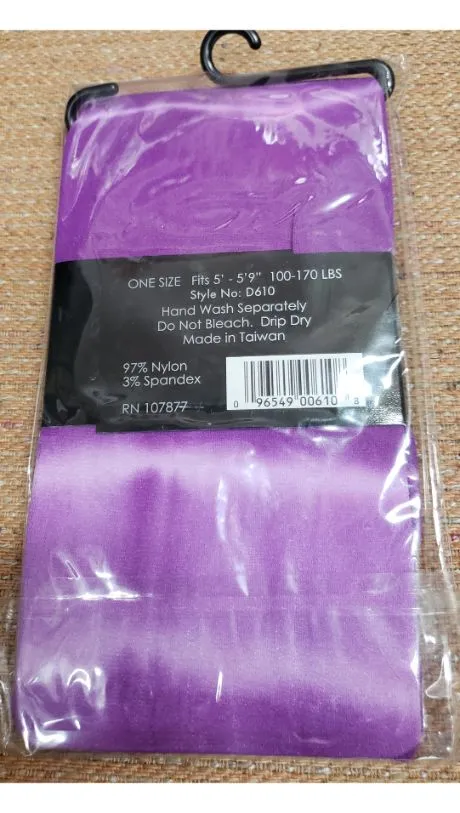 ONE SIZE Fits 5' - 5'9" 100-170 LBS
Style No: D610
Hand Wash Separately
Do Not Bleach. Drip Dry
Made in Taiwan
97% Nylon
3% Spandex
RN 107877
0 96549 00610 8